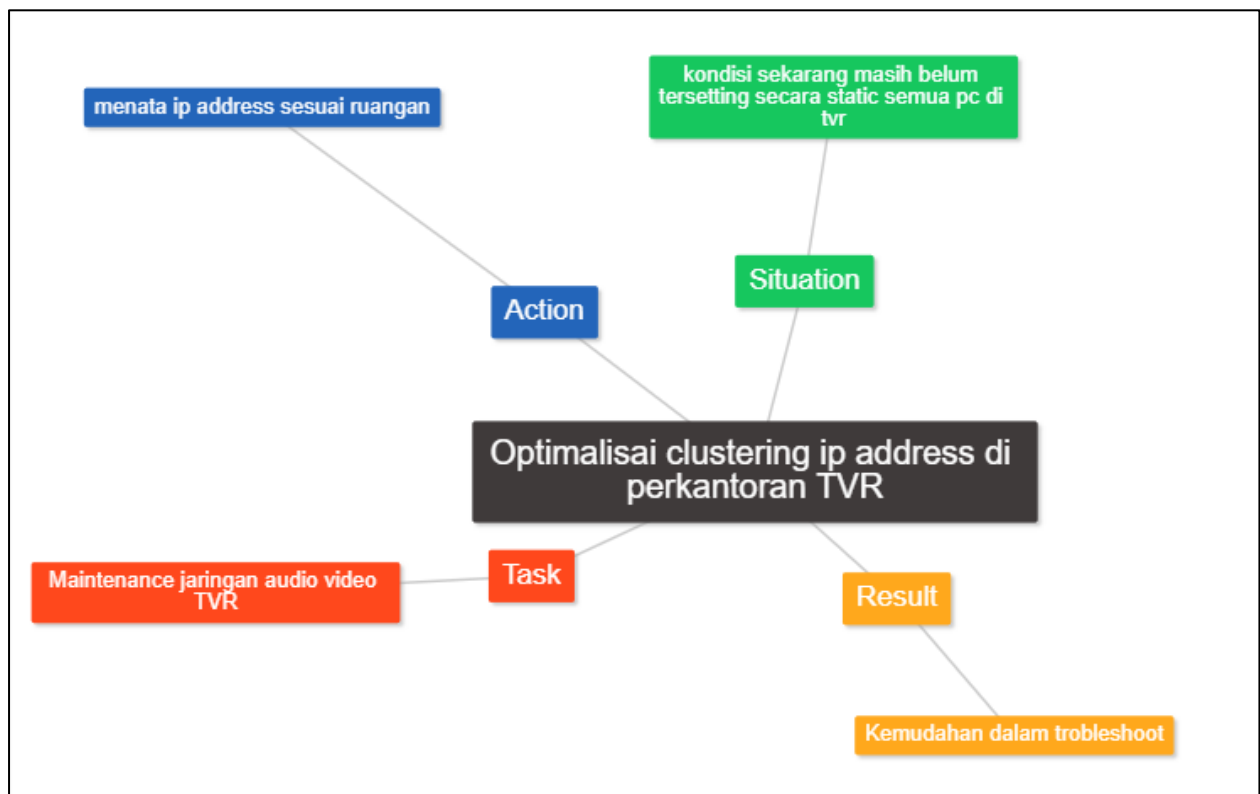 kondisi sekarang masih belum
tersetting secara static semua pc di
tvr
menata ip address sesuai ruangan
Situation
Action
Optimalisai clustering ip address di
perkantoran TVR
Task
Maintenance jaringan audio video
TVR
Result
Kemudahan dalam trobleshoot